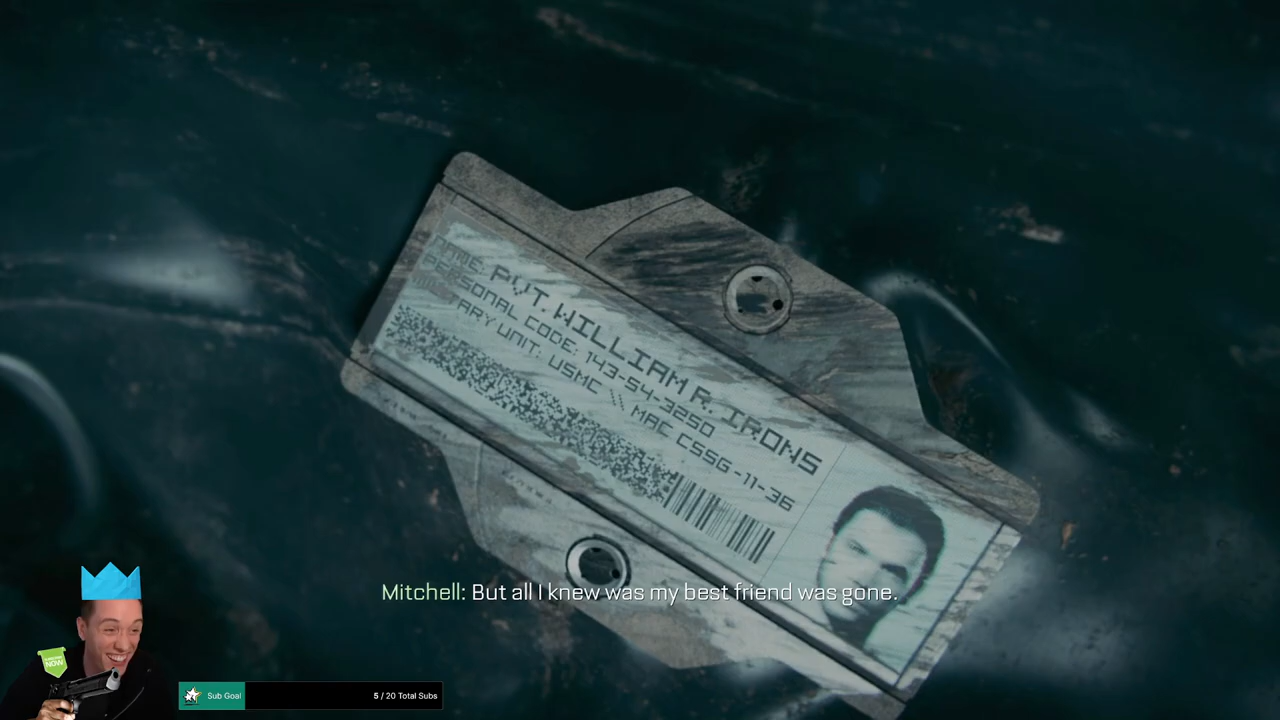 NAME: PVT. WILLIAM R. IRONS
PERSONAL CODE: 143-54-3250
MILITARY UNIT: USMC \\ MAC CSSG-11-36
Mitchell: But all I knew was my best friend was gone.
NOW
Sub Goal
5 / 20 Total Subs